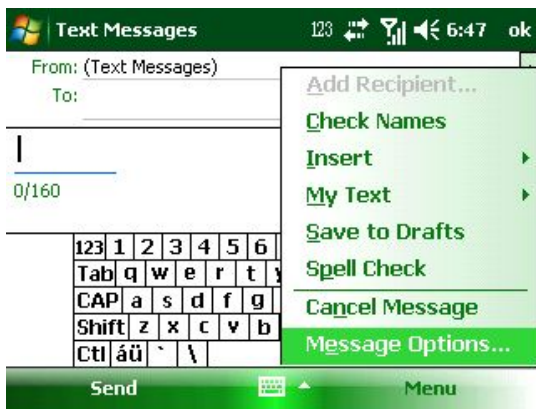 Text Messages 123 6:47 ok
From: (Text Messages)
To:
0/160
Add Recipient...
Check Names
Insert
My Text
Save to Drafts
Spell Check
Cancel Message
Message Options...
123 1 2 3 4 5 6
Tab q w e r t
CAP a s d f g
Shift z x c v b
Ctl áü ` \
Send Menu